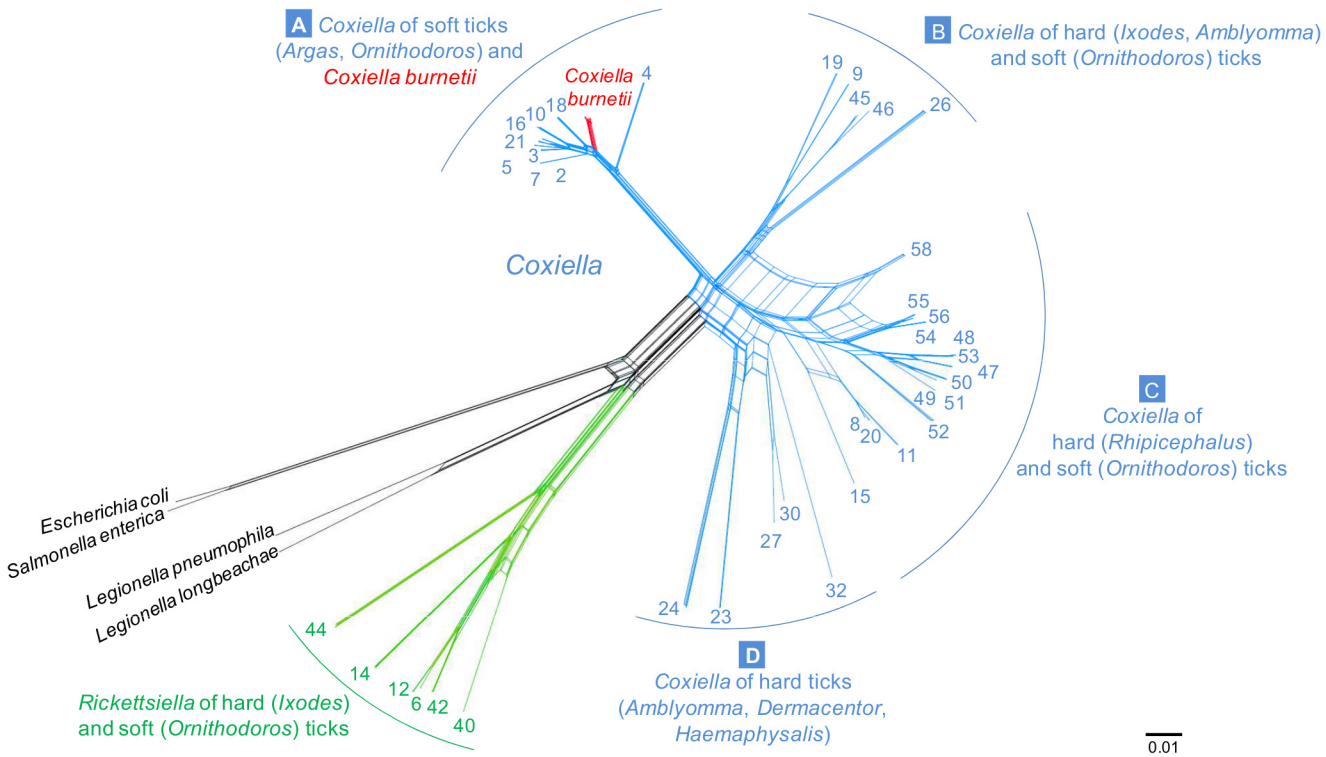 A Coxiella of soft ticks
(Argas, Ornithodoros) and
Coxiella burnetii
B Coxiella of hard (Ixodes, Amblyomma)
and soft (Ornithodoros) ticks
Coxiella
burnetii
4
18
10
16
21
3
5
7
2
19
9
45
46
26
Coxiella
58
55
56
54
48
53
47
50
51
49
52
8
20
11
15
30
27
32
24
23
C
Coxiella of
hard (Rhipicephalus)
and soft (Ornithodoros) ticks
Escherichia coli
Salmonella enterica
Legionella pneumophila
Legionella longbeachae
44
14
12
6
42
40
Rickettsiella of hard (Ixodes)
and soft (Ornithodoros) ticks
D
Coxiella of hard ticks
(Amblyomma, Dermacentor,
Haemaphysalis)
0.01